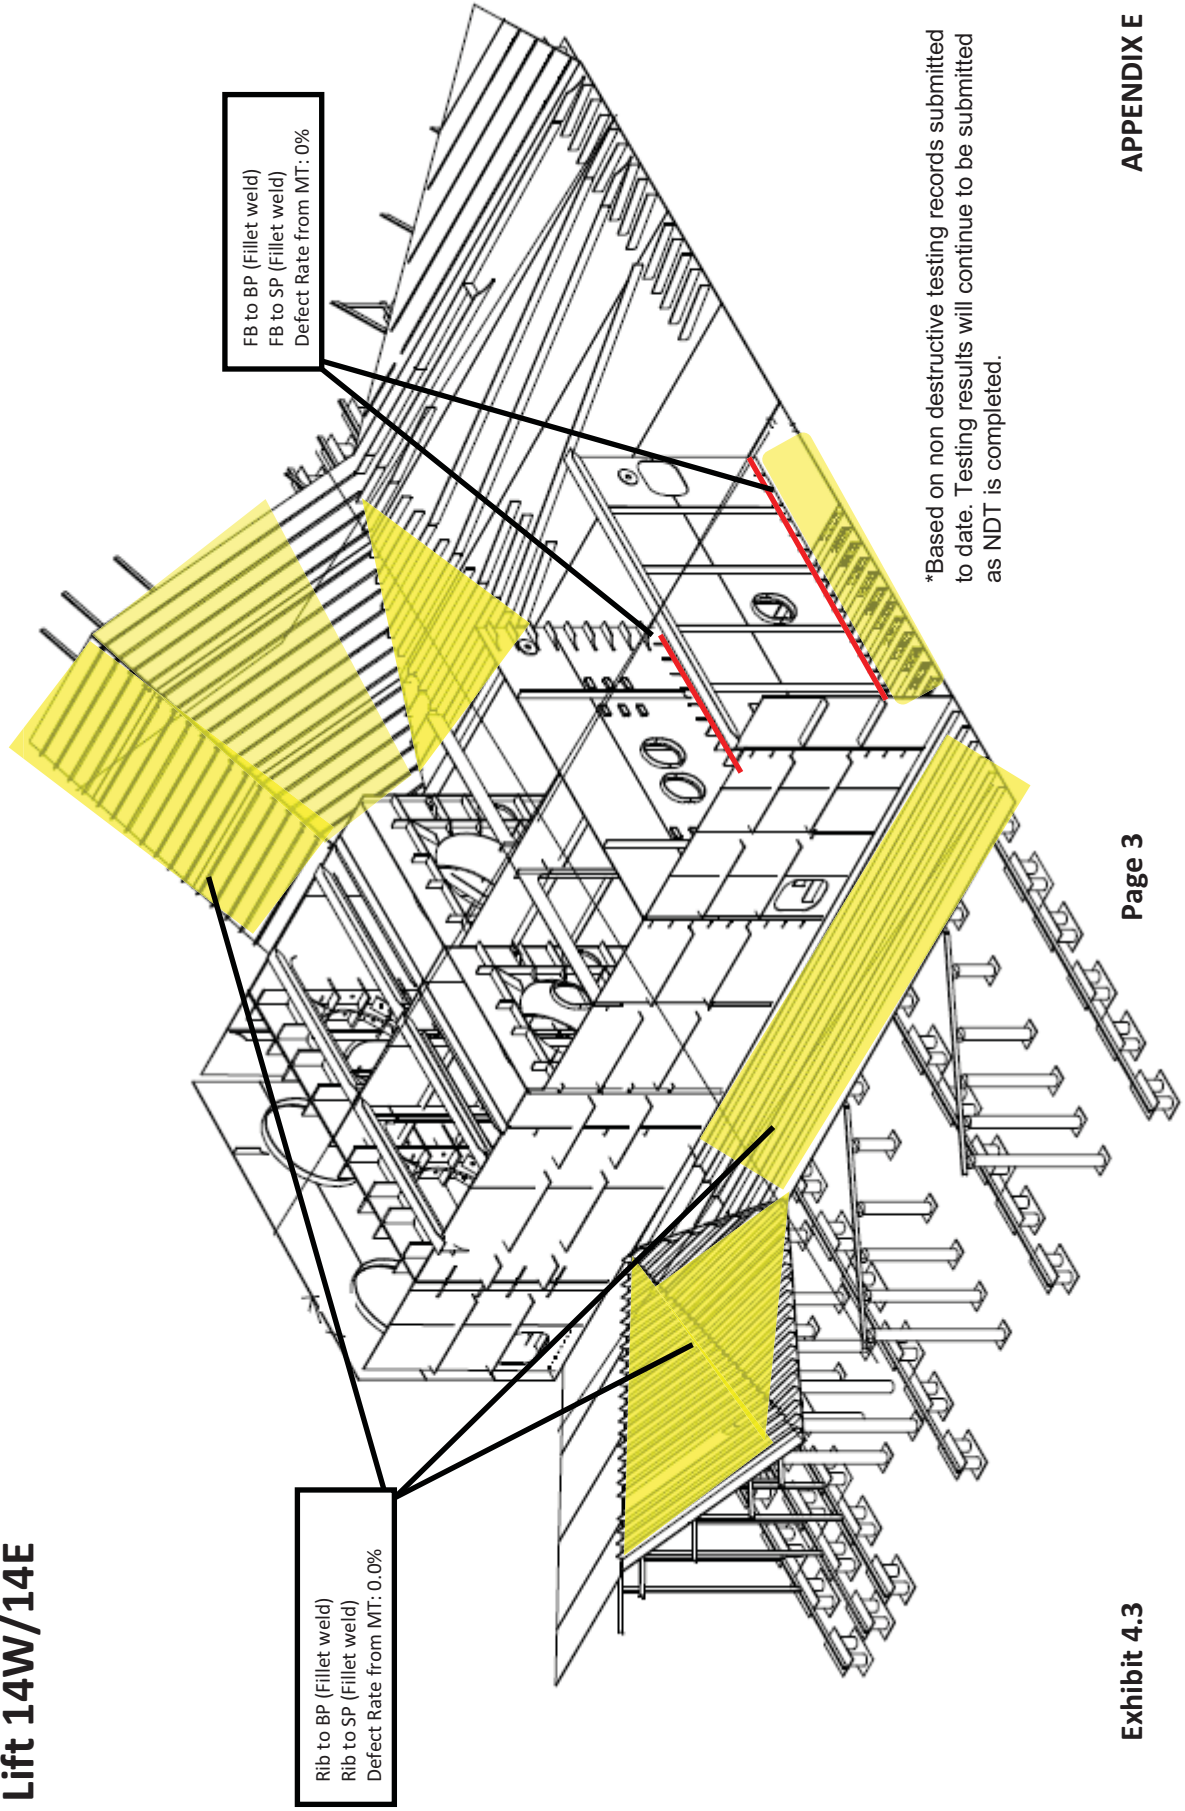 Lift 14W/14E
Rib to BP (Fillet weld)
Rib to SP (Fillet weld)
Defect Rate from MT: 0.0%
FB to BP (Fillet weld)
FB to SP (Fillet weld)
Defect Rate from MT: 0%
*Based on non destructive testing records submitted
to date. Testing results will continue to be submitted
as NDT is completed.
Exhibit 4.3
Page 3
APPENDIX E